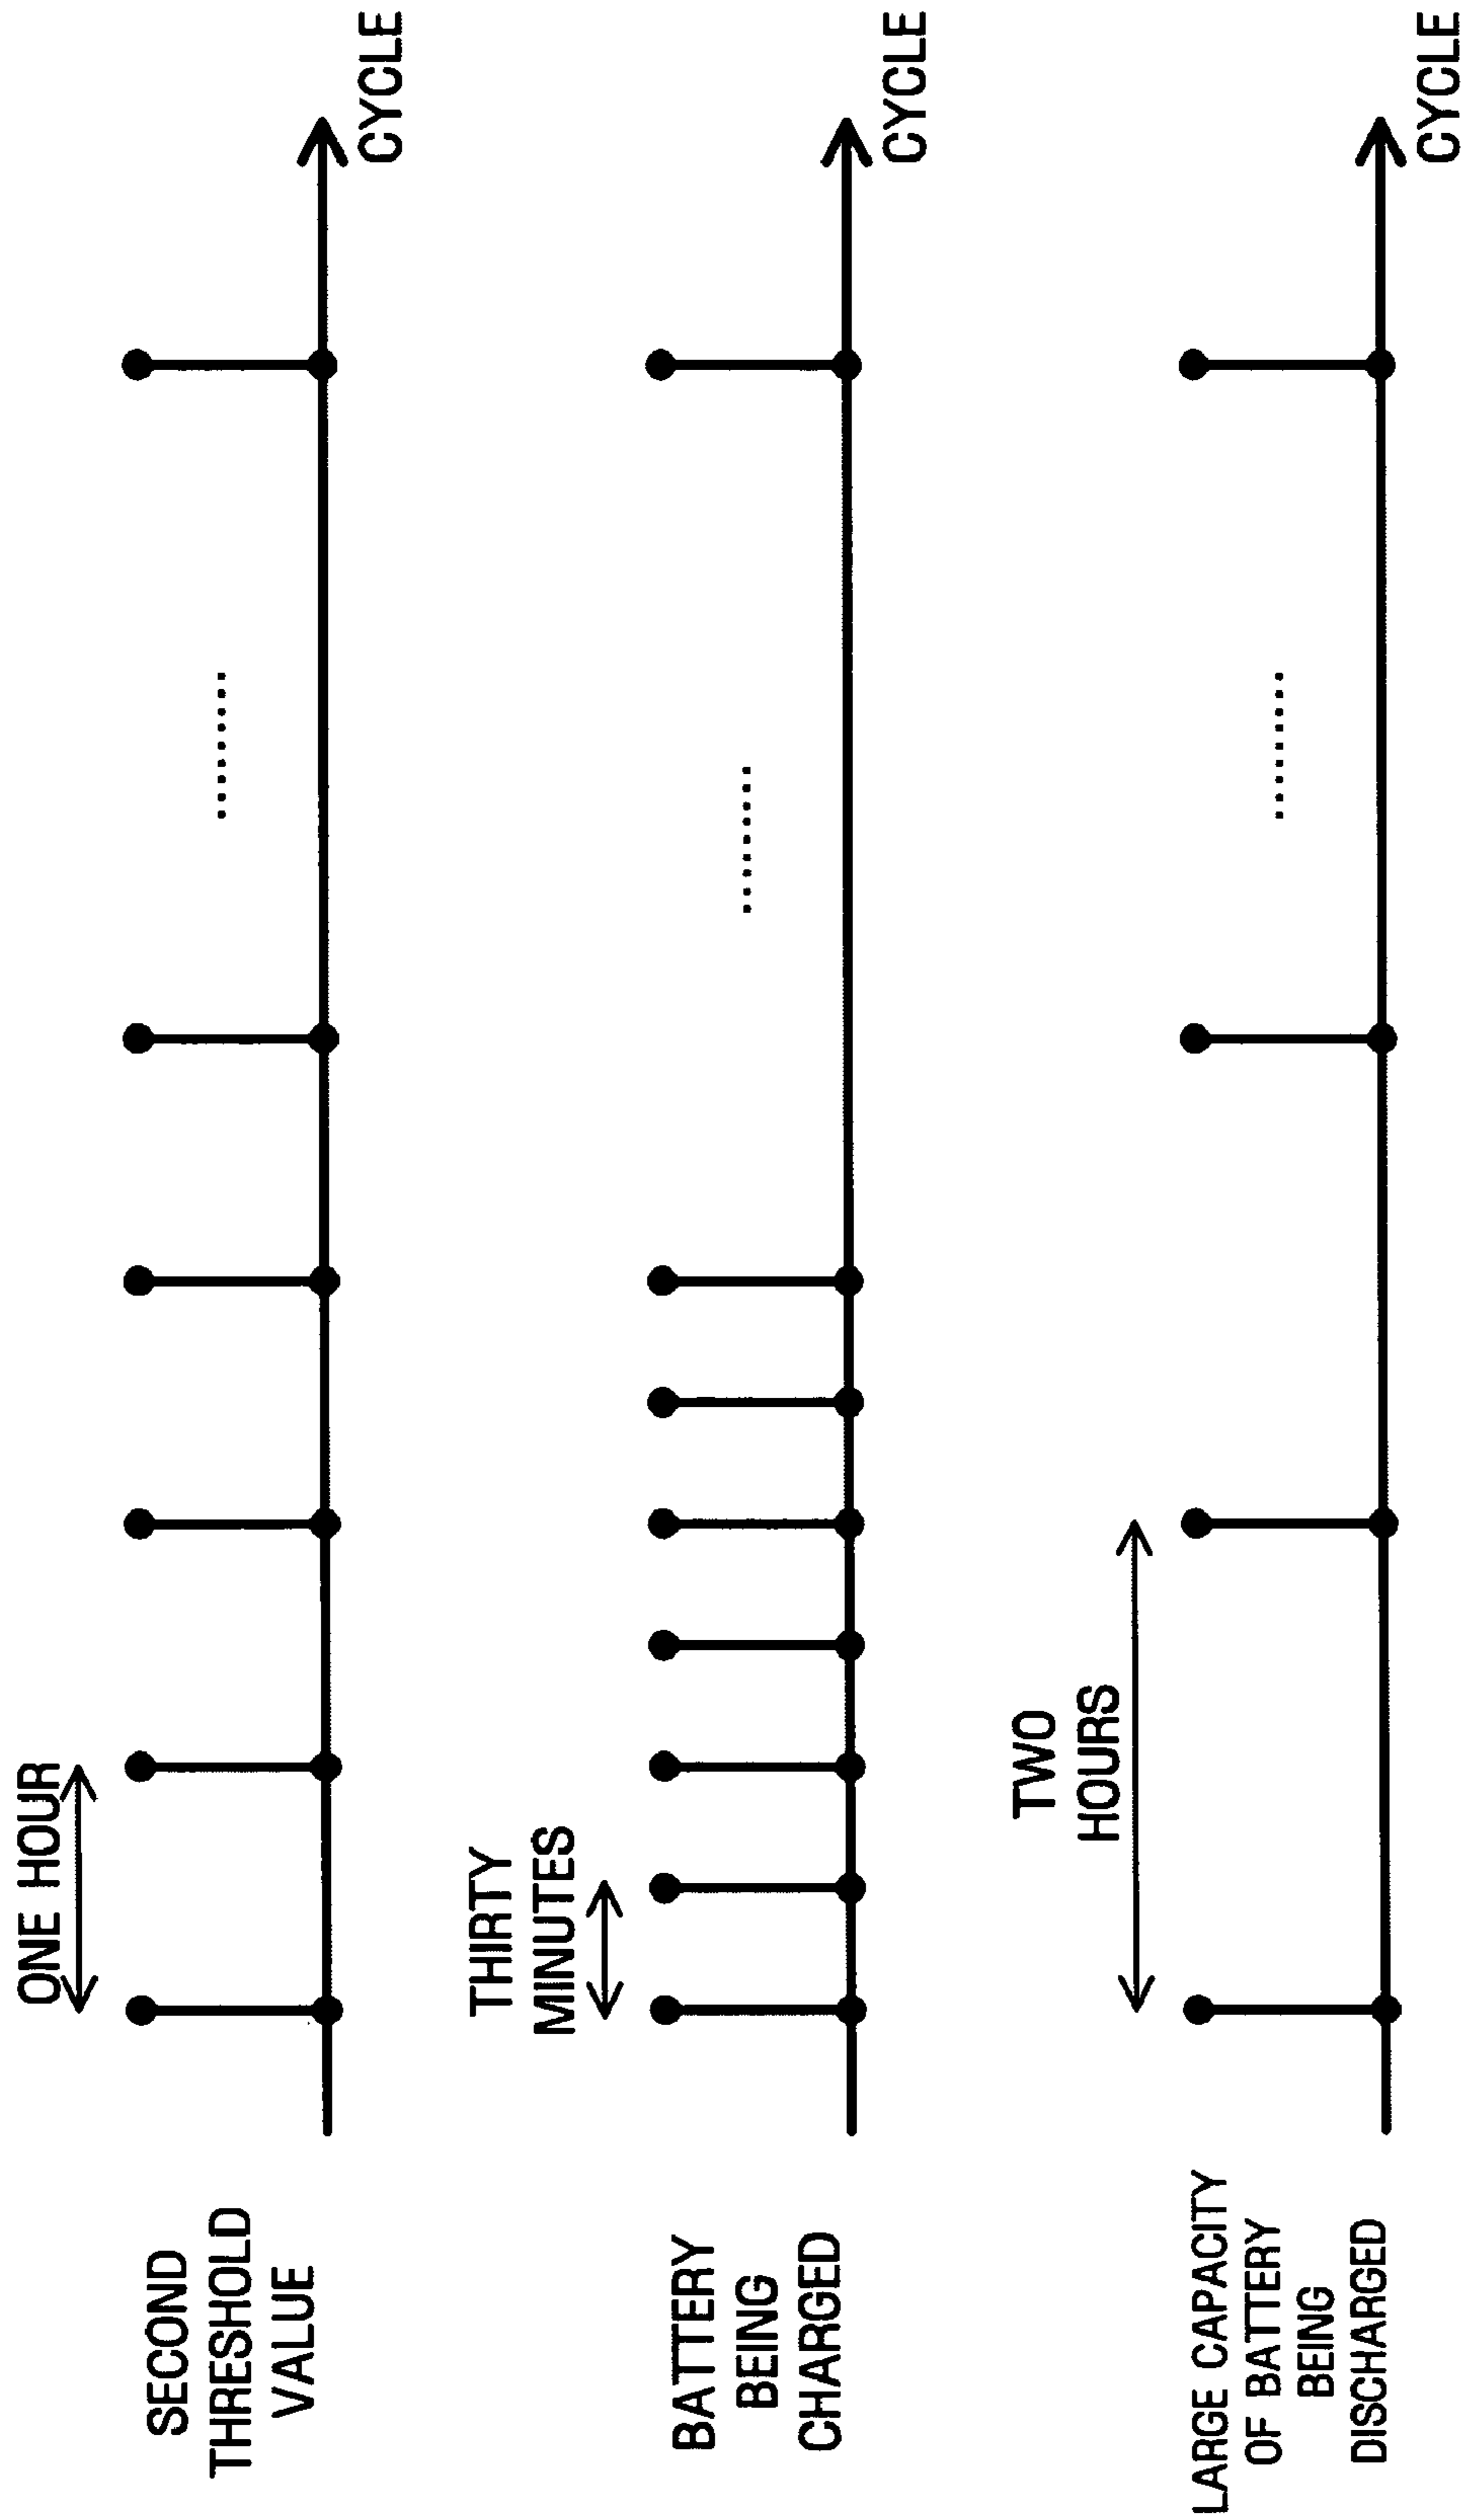 ONE HOUR
SECOND
THRESHOLD
VALUE
CYCLE
THIRTY
MINUTES
BATTERY
BEING
CHARGED
CYCLE
TWO
HOURS
LARGE CAPACITY
OF BATTERY
BEING
DISCHARGED
CYCLE